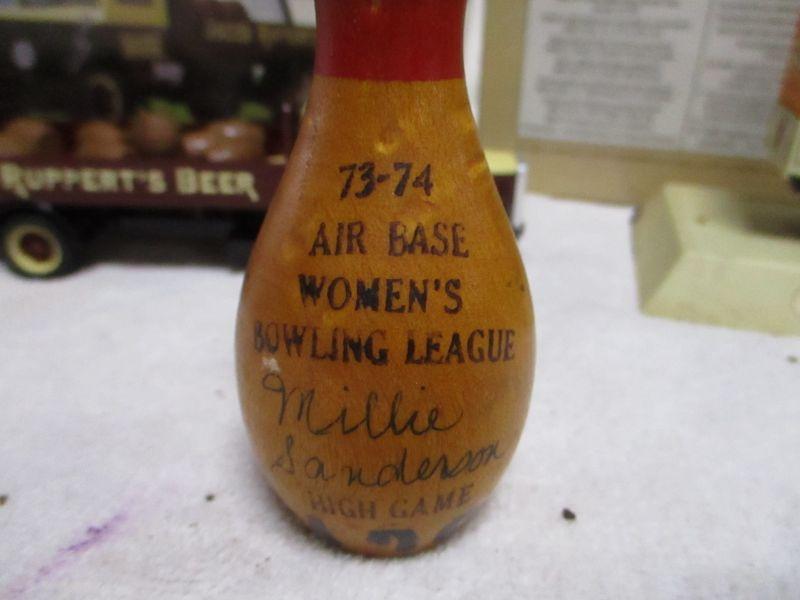 RUPPERT'S BEER
73-74
AIR BASE
WOMEN'S
BOWLING LEAGUE
Millie
Sanderson
HIGH GAME